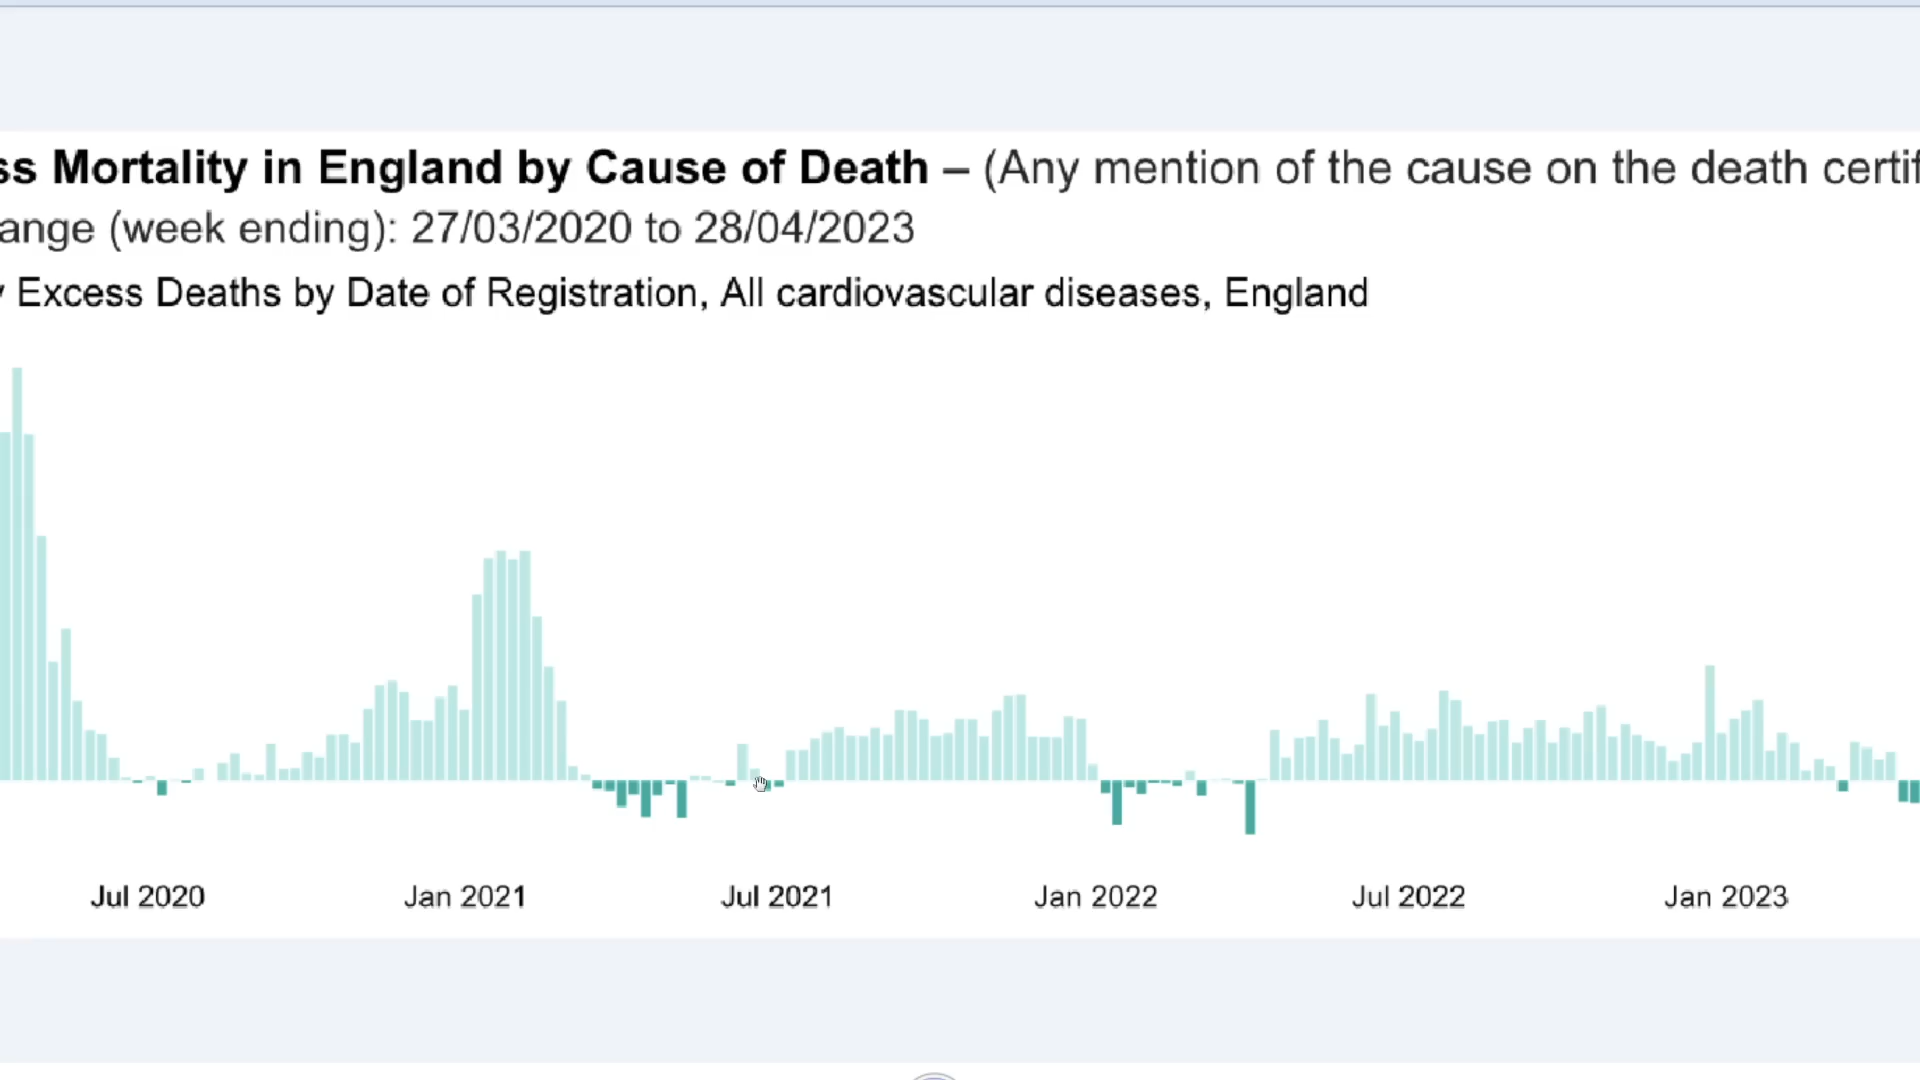 ss Mortality in England by Cause of Death – (Any mention of the cause on the death certif
ange (week ending): 27/03/2020 to 28/04/2023
y Excess Deaths by Date of Registration, All cardiovascular diseases, England
Jul 2020 Jan 2021 Jul 2021 Jan 2022 Jul 2022 Jan 2023